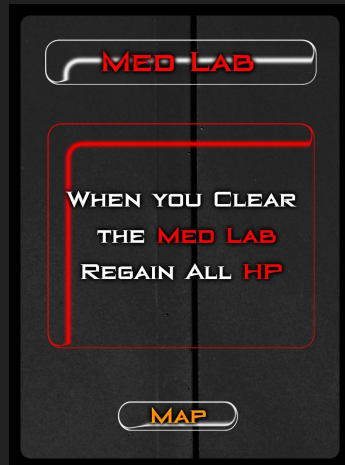 Med Lab
When you Clear
the Med Lab
Regain All HP
Map